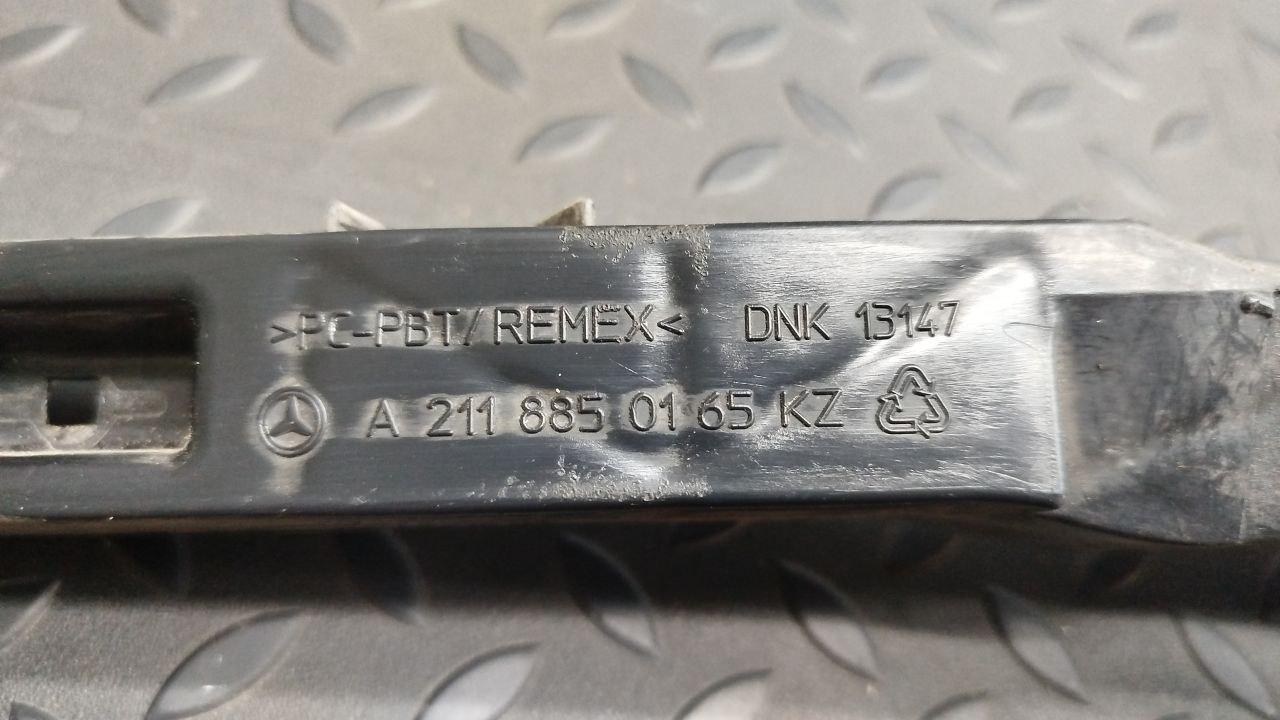 >PC-PBT/REMEX< DNK 13147
A 211 885 01 65 KZ